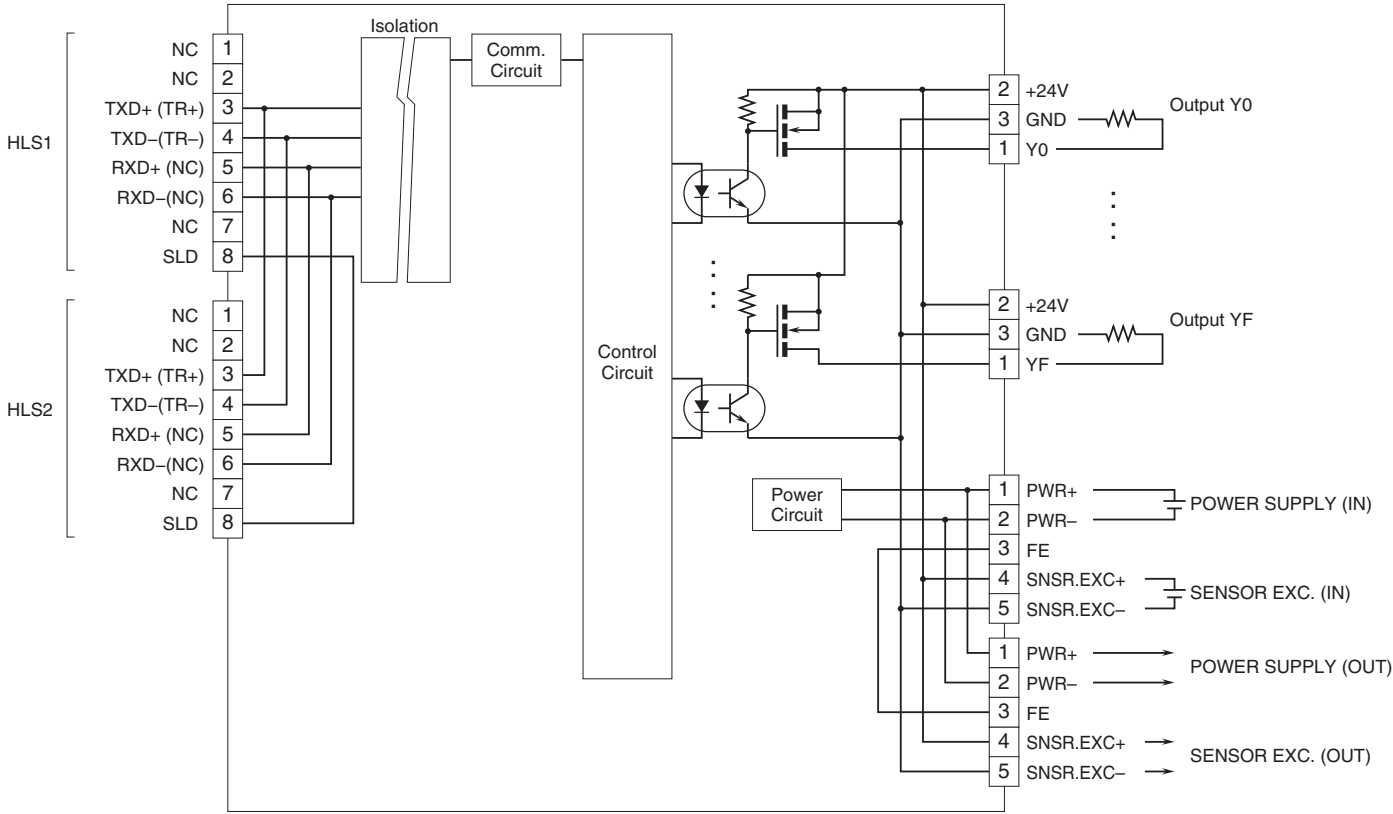 HLS1
NC 1
NC 2
TXD+ (TR+) 3
TXD–(TR–) 4
RXD+ (NC) 5
RXD–(NC) 6
NC 7
SLD 8
HLS2
NC 1
NC 2
TXD+ (TR+) 3
TXD–(TR–) 4
RXD+ (NC) 5
RXD–(NC) 6
NC 7
SLD 8
Isolation
Comm.
Circuit
Control
Circuit
Power
Circuit
2 +24V
3 GND
1 Y0
Output Y0
2 +24V
3 GND
1 YF
Output YF
1 PWR+
2 PWR–
3 FE
4 SNSR.EXC+
5 SNSR.EXC–
POWER SUPPLY (IN)
SENSOR EXC. (IN)
1 PWR+
2 PWR–
3 FE
4 SNSR.EXC+
5 SNSR.EXC–
POWER SUPPLY (OUT)
SENSOR EXC. (OUT)